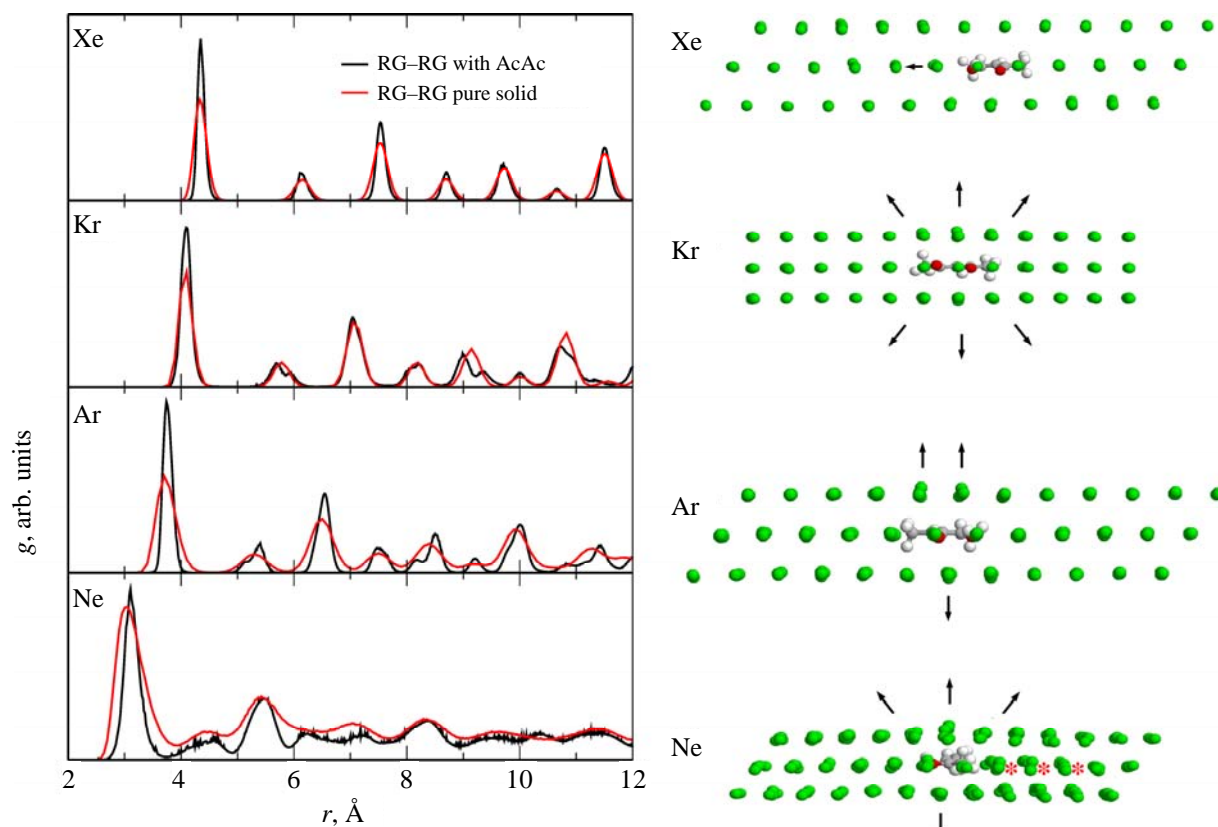 Xe
RG–RG with AcAc
RG–RG pure solid
Kr
Ar
Ne
g, arb. units
2 4 6 8 10 12
r, Å
Xe
Kr
Ar
Ne
* * *